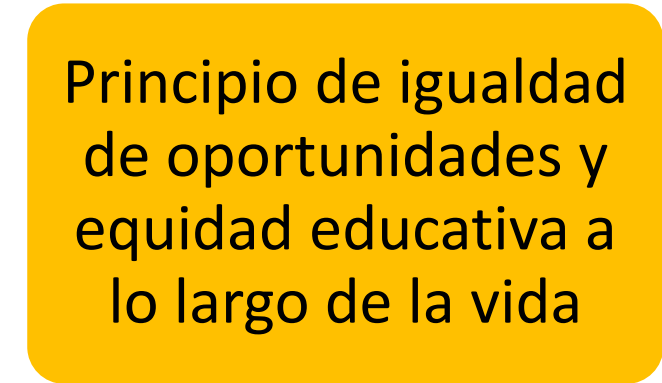 Principio de igualdad
de oportunidades y
equidad educativa a
lo largo de la vida